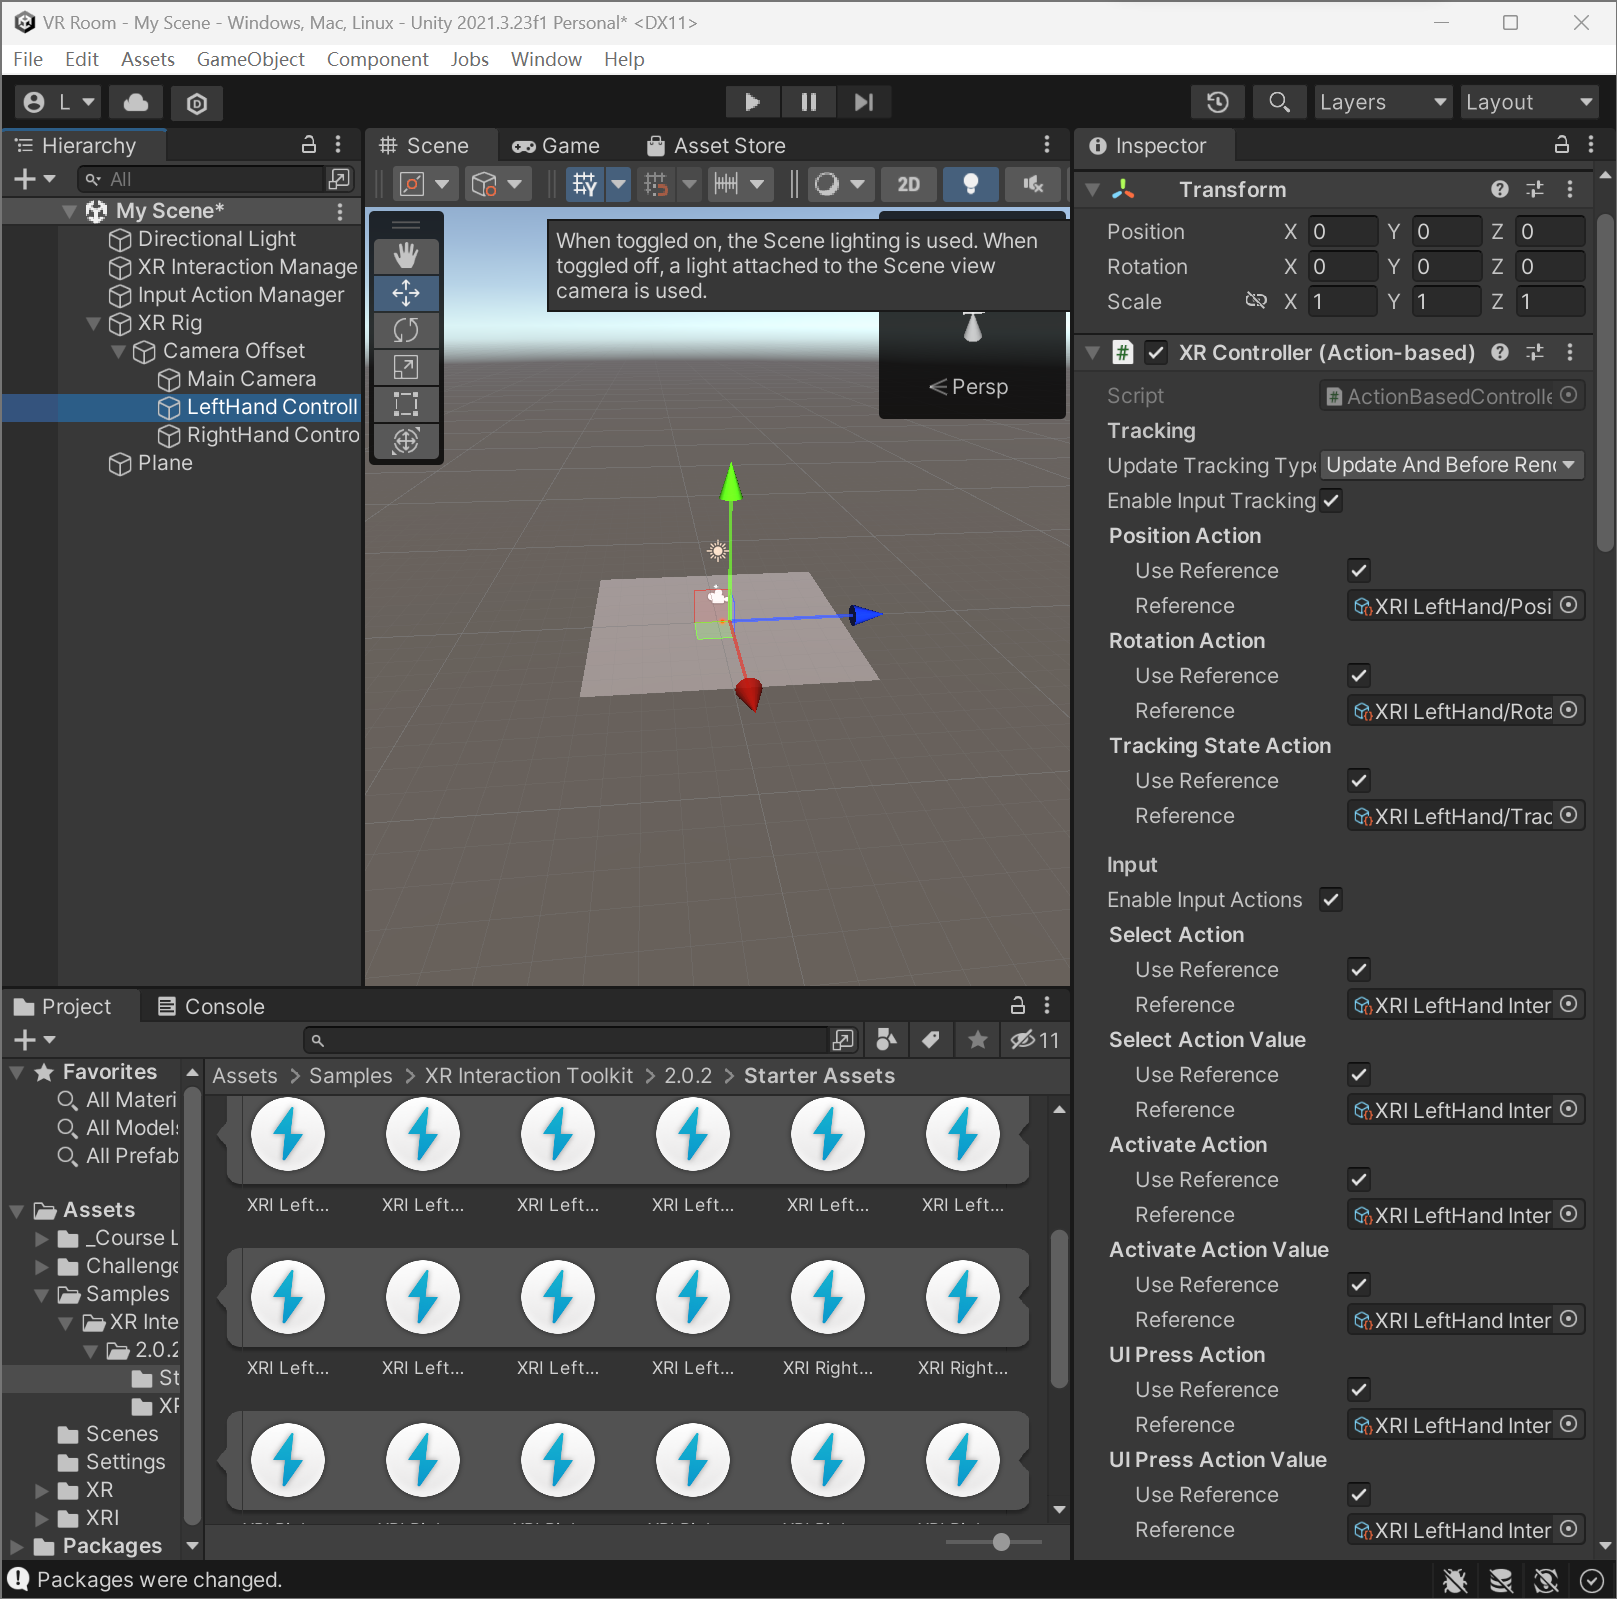 VR Room - My Scene - Windows, Mac, Linux - Unity 2021.3.23f1 Personal* <DX11>
File Edit Assets GameObject Component Jobs Window Help
L
Layers
Layout
Hierarchy
All
My Scene*
Directional Light
XR Interaction Manage
Input Action Manager
XR Rig
Camera Offset
Main Camera
LeftHand Controll
RightHand Contro
Plane
Scene
Game
Asset Store
2D
When toggled on, the Scene lighting is used. When
toggled off, a light attached to the Scene view
camera is used.
Persp
Inspector
Transform
Position X 0 Y 0 Z 0
Rotation X 0 Y 0 Z 0
Scale X 1 Y 1 Z 1
XR Controller (Action-based)
Script ActionBasedControlle
Tracking
Update Tracking Type Update And Before Ren
Enable Input Tracking
Position Action
Use Reference
Reference XRI LeftHand/Posi
Rotation Action
Use Reference
Reference XRI LeftHand/Rota
Tracking State Action
Use Reference
Reference XRI LeftHand/Trac
Input
Enable Input Actions
Select Action
Use Reference
Reference XRI LeftHand Inter
Select Action Value
Use Reference
Reference XRI LeftHand Inter
Activate Action
Use Reference
Reference XRI LeftHand Inter
Activate Action Value
Use Reference
Reference XRI LeftHand Inter
UI Press Action
Use Reference
Reference XRI LeftHand Inter
UI Press Action Value
Use Reference
Reference XRI LeftHand Inter
Project
Console
11
Favorites
All Materi
All Models
All Prefab
Assets
_Course L
Challenge
Samples
XR Inte
2.0.2
St
XR
Scenes
Settings
XR
XRI
Packages
Assets > Samples > XR Interaction Toolkit > 2.0.2 > Starter Assets
XRI Left... XRI Left... XRI Left... XRI Left... XRI Left... XRI Left...
XRI Left... XRI Left... XRI Left... XRI Left... XRI Right... XRI Right...
Packages were changed.